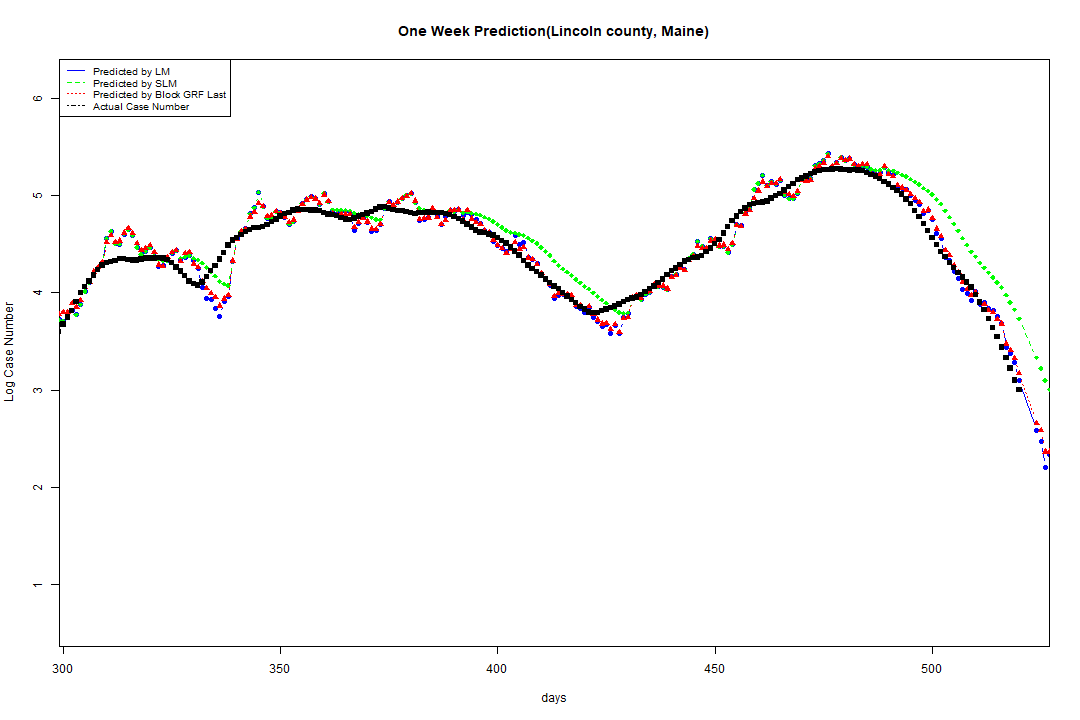 One Week Prediction(Lincoln county, Maine)
Predicted by LM
Predicted by SLM
Predicted by Block GRF Last
Actual Case Number
Log Case Number
6
5
4
3
2
1
300 350 400 450 500
days